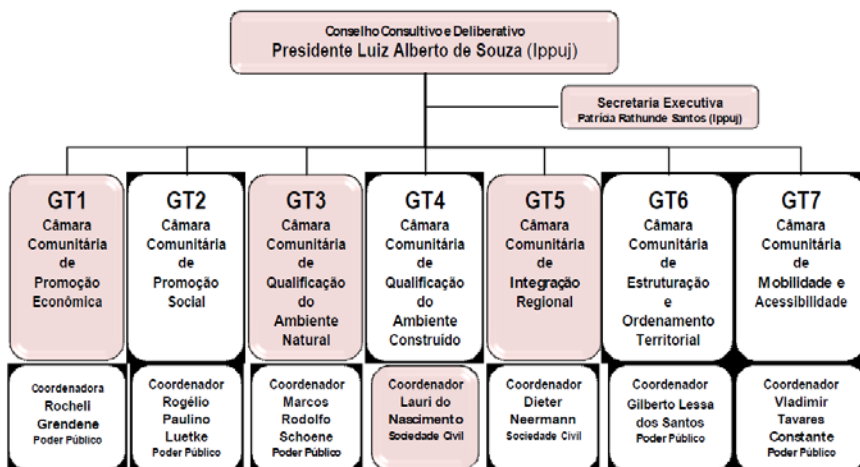 Conselho Consultivo e Deliberativo
Presidente Luiz Alberto de Souza (Ippuj)
Secretaria Executiva
Patricia Rathunde Santos (Ippuj)
GT1
Câmara
Comunitária
de
Promoção
Econômica
GT2
Câmara
Comunitária
de
Promoção
Social
GT3
Câmara
Comunitária
de
Qualificação
do
Ambiente
Natural
GT4
Câmara
Comunitária
de
Qualificação
do
Ambiente
Construído
GT5
Câmara
Comunitária
de
Integração
Regional
GT6
Câmara
Comunitária
de
Estruturação
e
Ordenamento
Territorial
GT7
Câmara
Comunitária
de
Mobilidade e
Acessibilidade
Coordenadora
Rocheli
Grendene
Poder Público
Coordenador
Rogélio
Paulino
Luetke
Poder Público
Coordenador
Marcos
Rodolfo
Schoene
Poder Público
Coordenador
Lauri do
Nascimento
Sociedade Civil
Coordenador
Dieter
Neermann
Sociedade Civil
Coordenador
Gilberto Lessa
dos Santos
Poder Público
Coordenador
Vladimir
Tavares
Constante
Poder Público